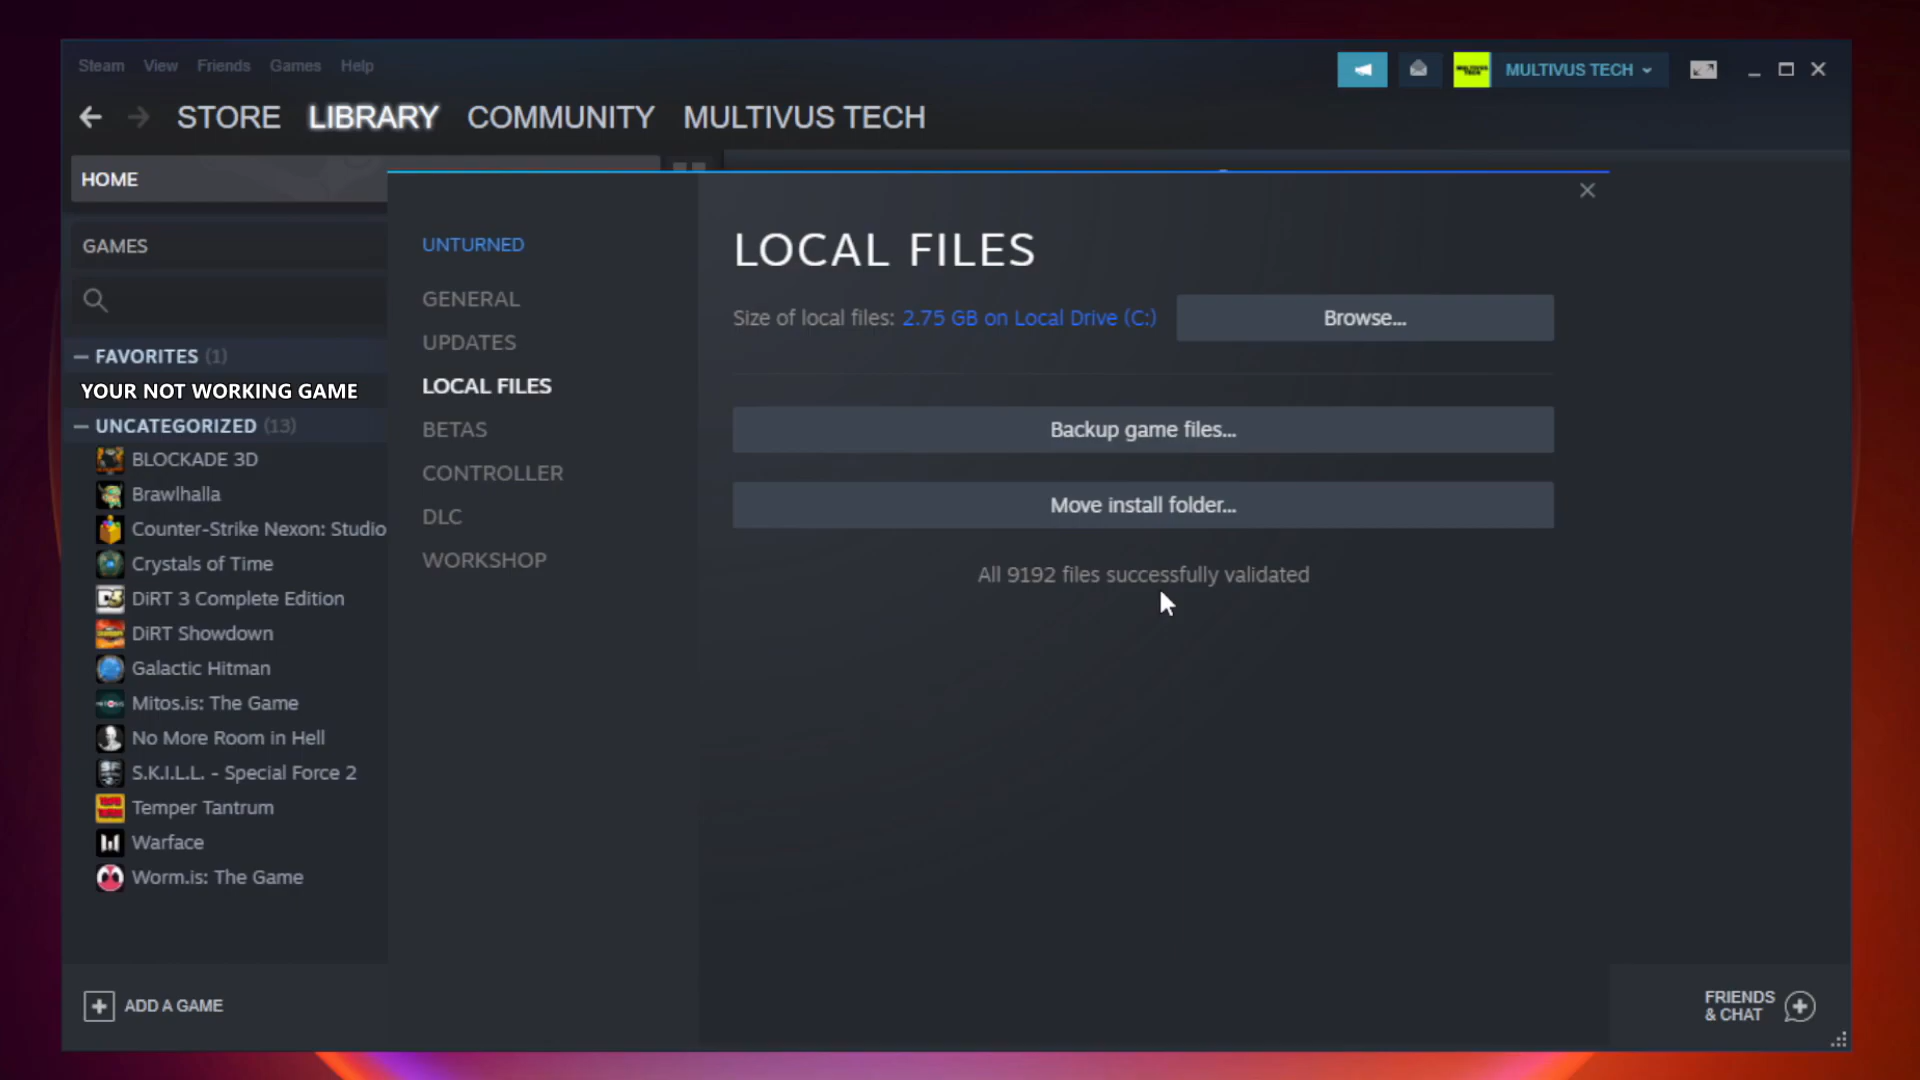 Steam View Friends Games Help
MULTIVUS TECH
STORE LIBRARY COMMUNITY MULTIVUS TECH
HOME
GAMES
— FAVORITES (1)
YOUR NOT WORKING GAME
— UNCATEGORIZED (13)
BLOCKADE 3D
Brawlhalla
Counter-Strike Nexon: Studio
Crystals of Time
DiRT 3 Complete Edition
DiRT Showdown
Galactic Hitman
Mitos.is: The Game
No More Room in Hell
S.K.I.L.L. - Special Force 2
Temper Tantrum
Warface
Worm.is: The Game
ADD A GAME
UNTURNED
GENERAL
UPDATES
LOCAL FILES
BETAS
CONTROLLER
DLC
WORKSHOP
LOCAL FILES
Size of local files: 2.75 GB on Local Drive (C:)
Browse...
Backup game files...
Move install folder...
All 9192 files successfully validated
FRIENDS
& CHAT